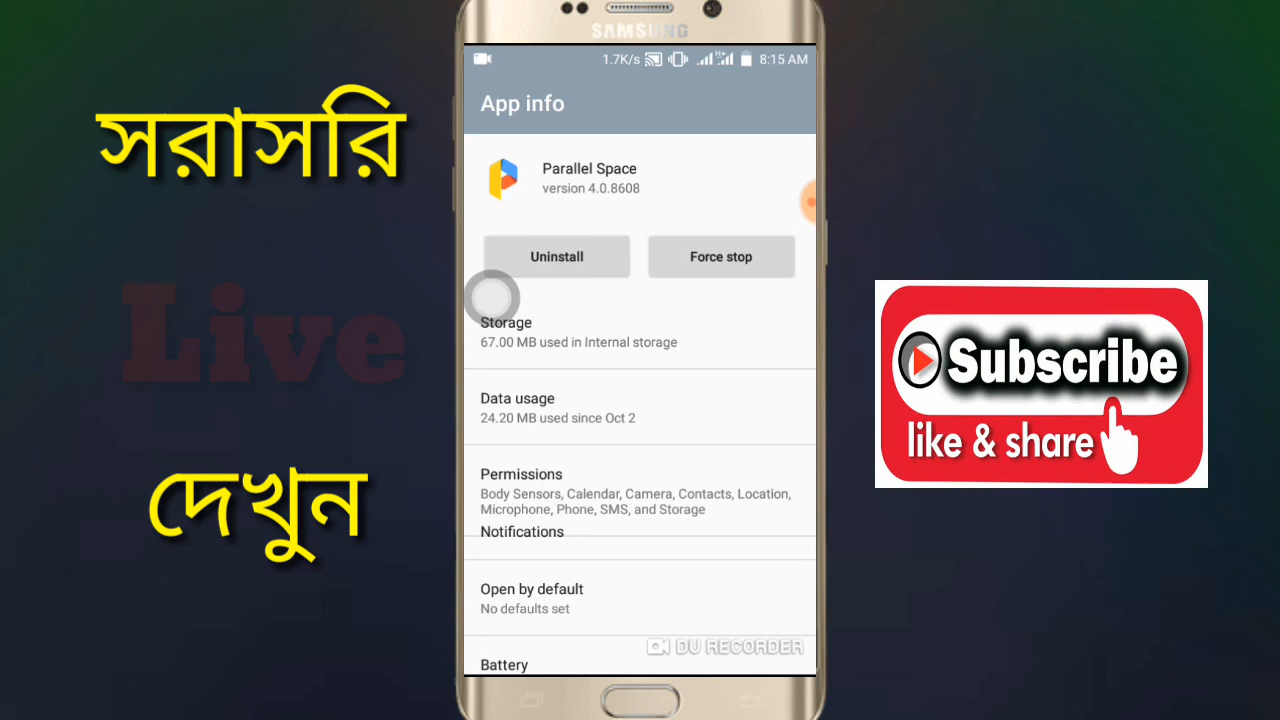 সরাসরি
Live
দেখুন
SAMSUNG
1.7K/s H+ 8:15 AM
App info
Parallel Space
version 4.0.8608
Uninstall
Force stop
Storage
67.00 MB used in Internal storage
Data usage
24.20 MB used since Oct 2
Permissions
Body Sensors, Calendar, Camera, Contacts, Location,
Microphone, Phone, SMS, and Storage
Notifications
Open by default
No defaults set
DU RECORDER
Battery
Subscribe
like & share